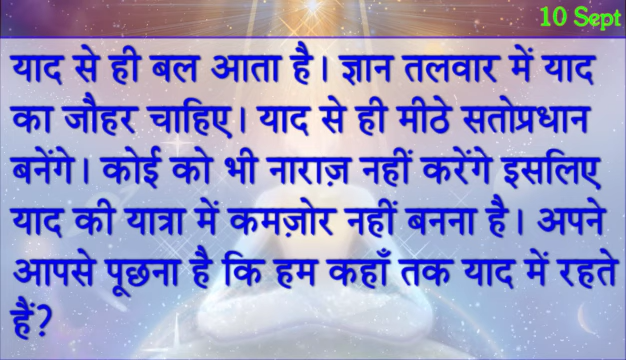 10 Sept
याद से ही बल आता है। ज्ञान तलवार में याद
का जौहर चाहिए। याद से ही मीठे सतोप्रधान
बनेंगे। कोई को भी नाराज़ नहीं करेंगे इसलिए
याद की यात्रा में कमज़ोर नहीं बनना है। अपने
आपसे पूछना है कि हम कहाँ तक याद में रहते
हैं?